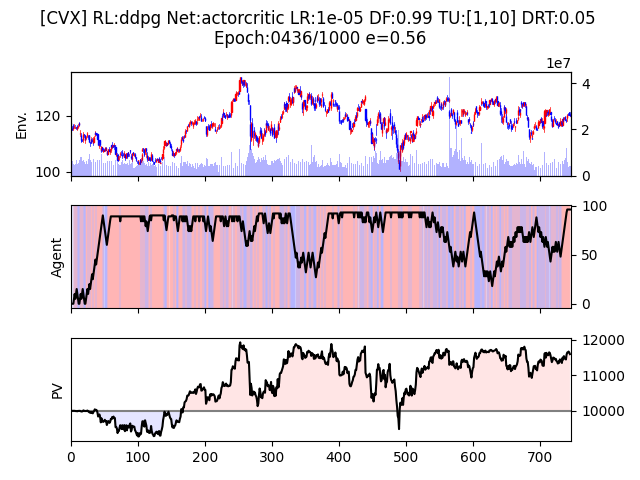 [CVX] RL:ddpg Net:actorcritic LR:1e-05 DF:0.99 TU:[1,10] DRT:0.05
Epoch:0436/1000 e=0.56
1e7
Env.
120
100
4
2
0
Agent
100
50
0
PV
12000
11000
10000
0 100 200 300 400 500 600 700